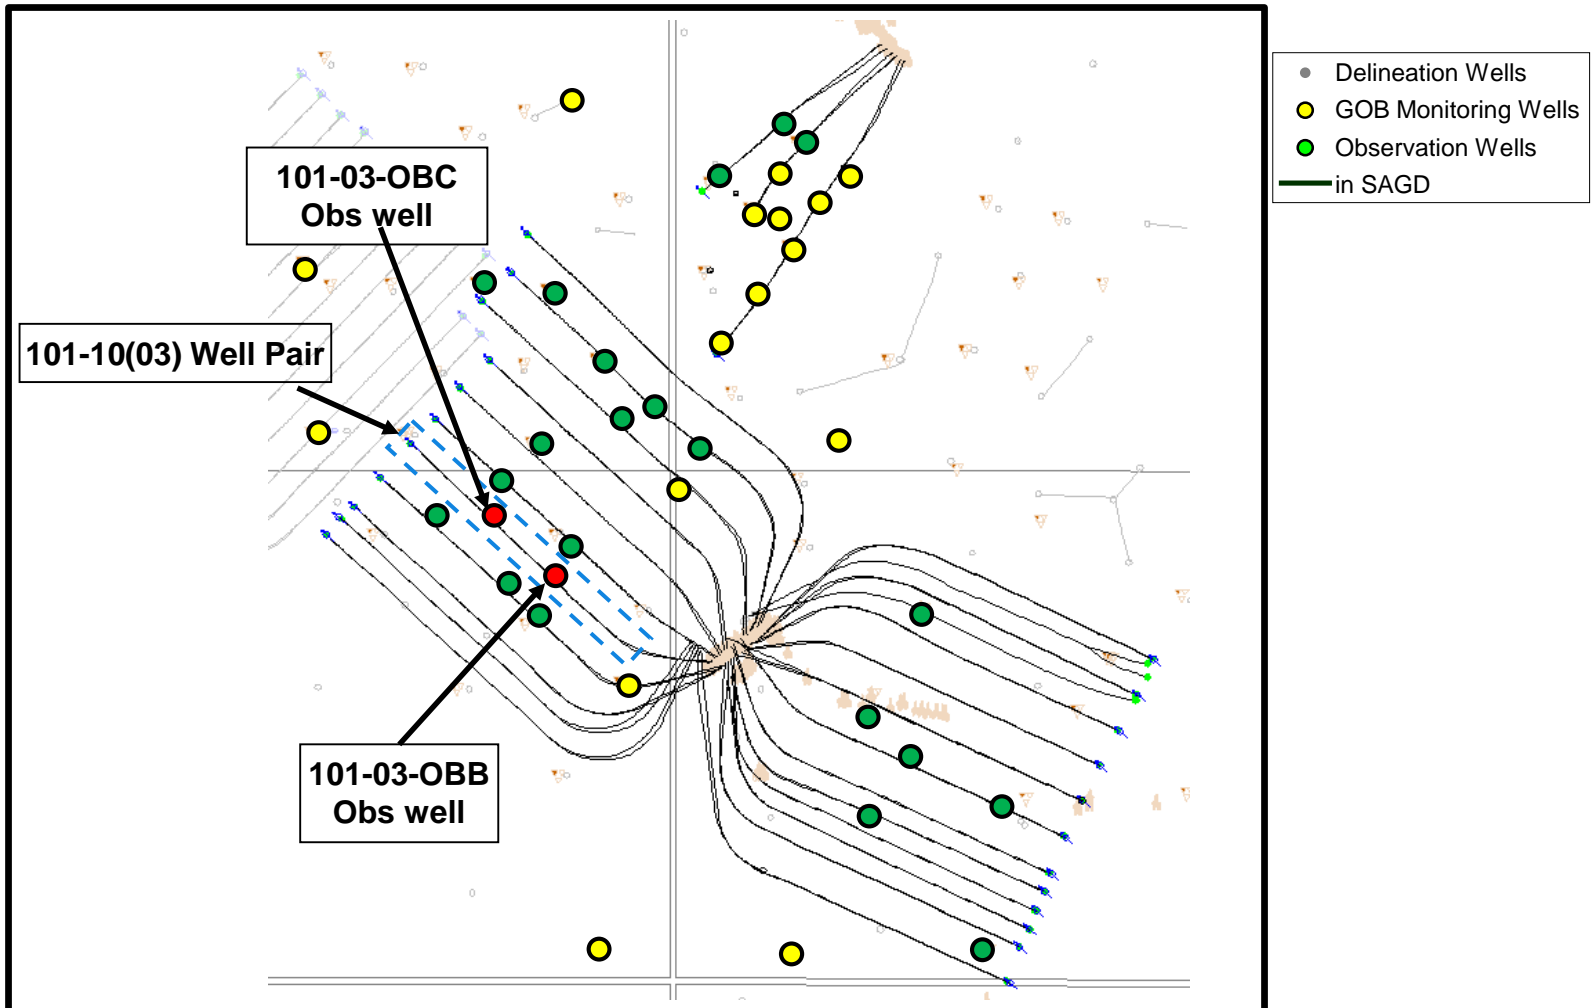 Delineation Wells
GOB Monitoring Wells
Observation Wells
in SAGD
101-03-OBC
Obs well
101-10(03) Well Pair
101-03-OBB
Obs well